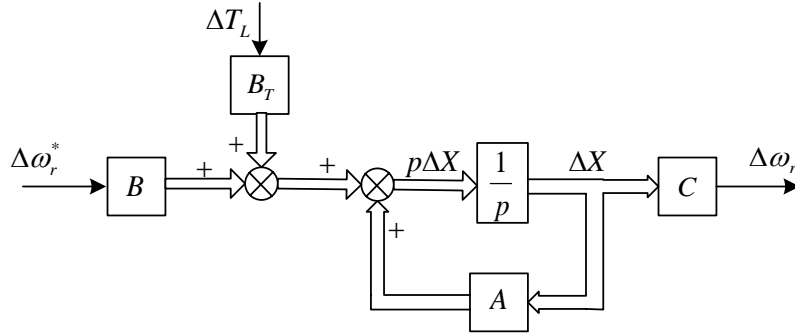 ΔT_L
B_T
Δω_r^*
B
+
+
+
pΔX
1/p
ΔX
C
Δω_r
+
A